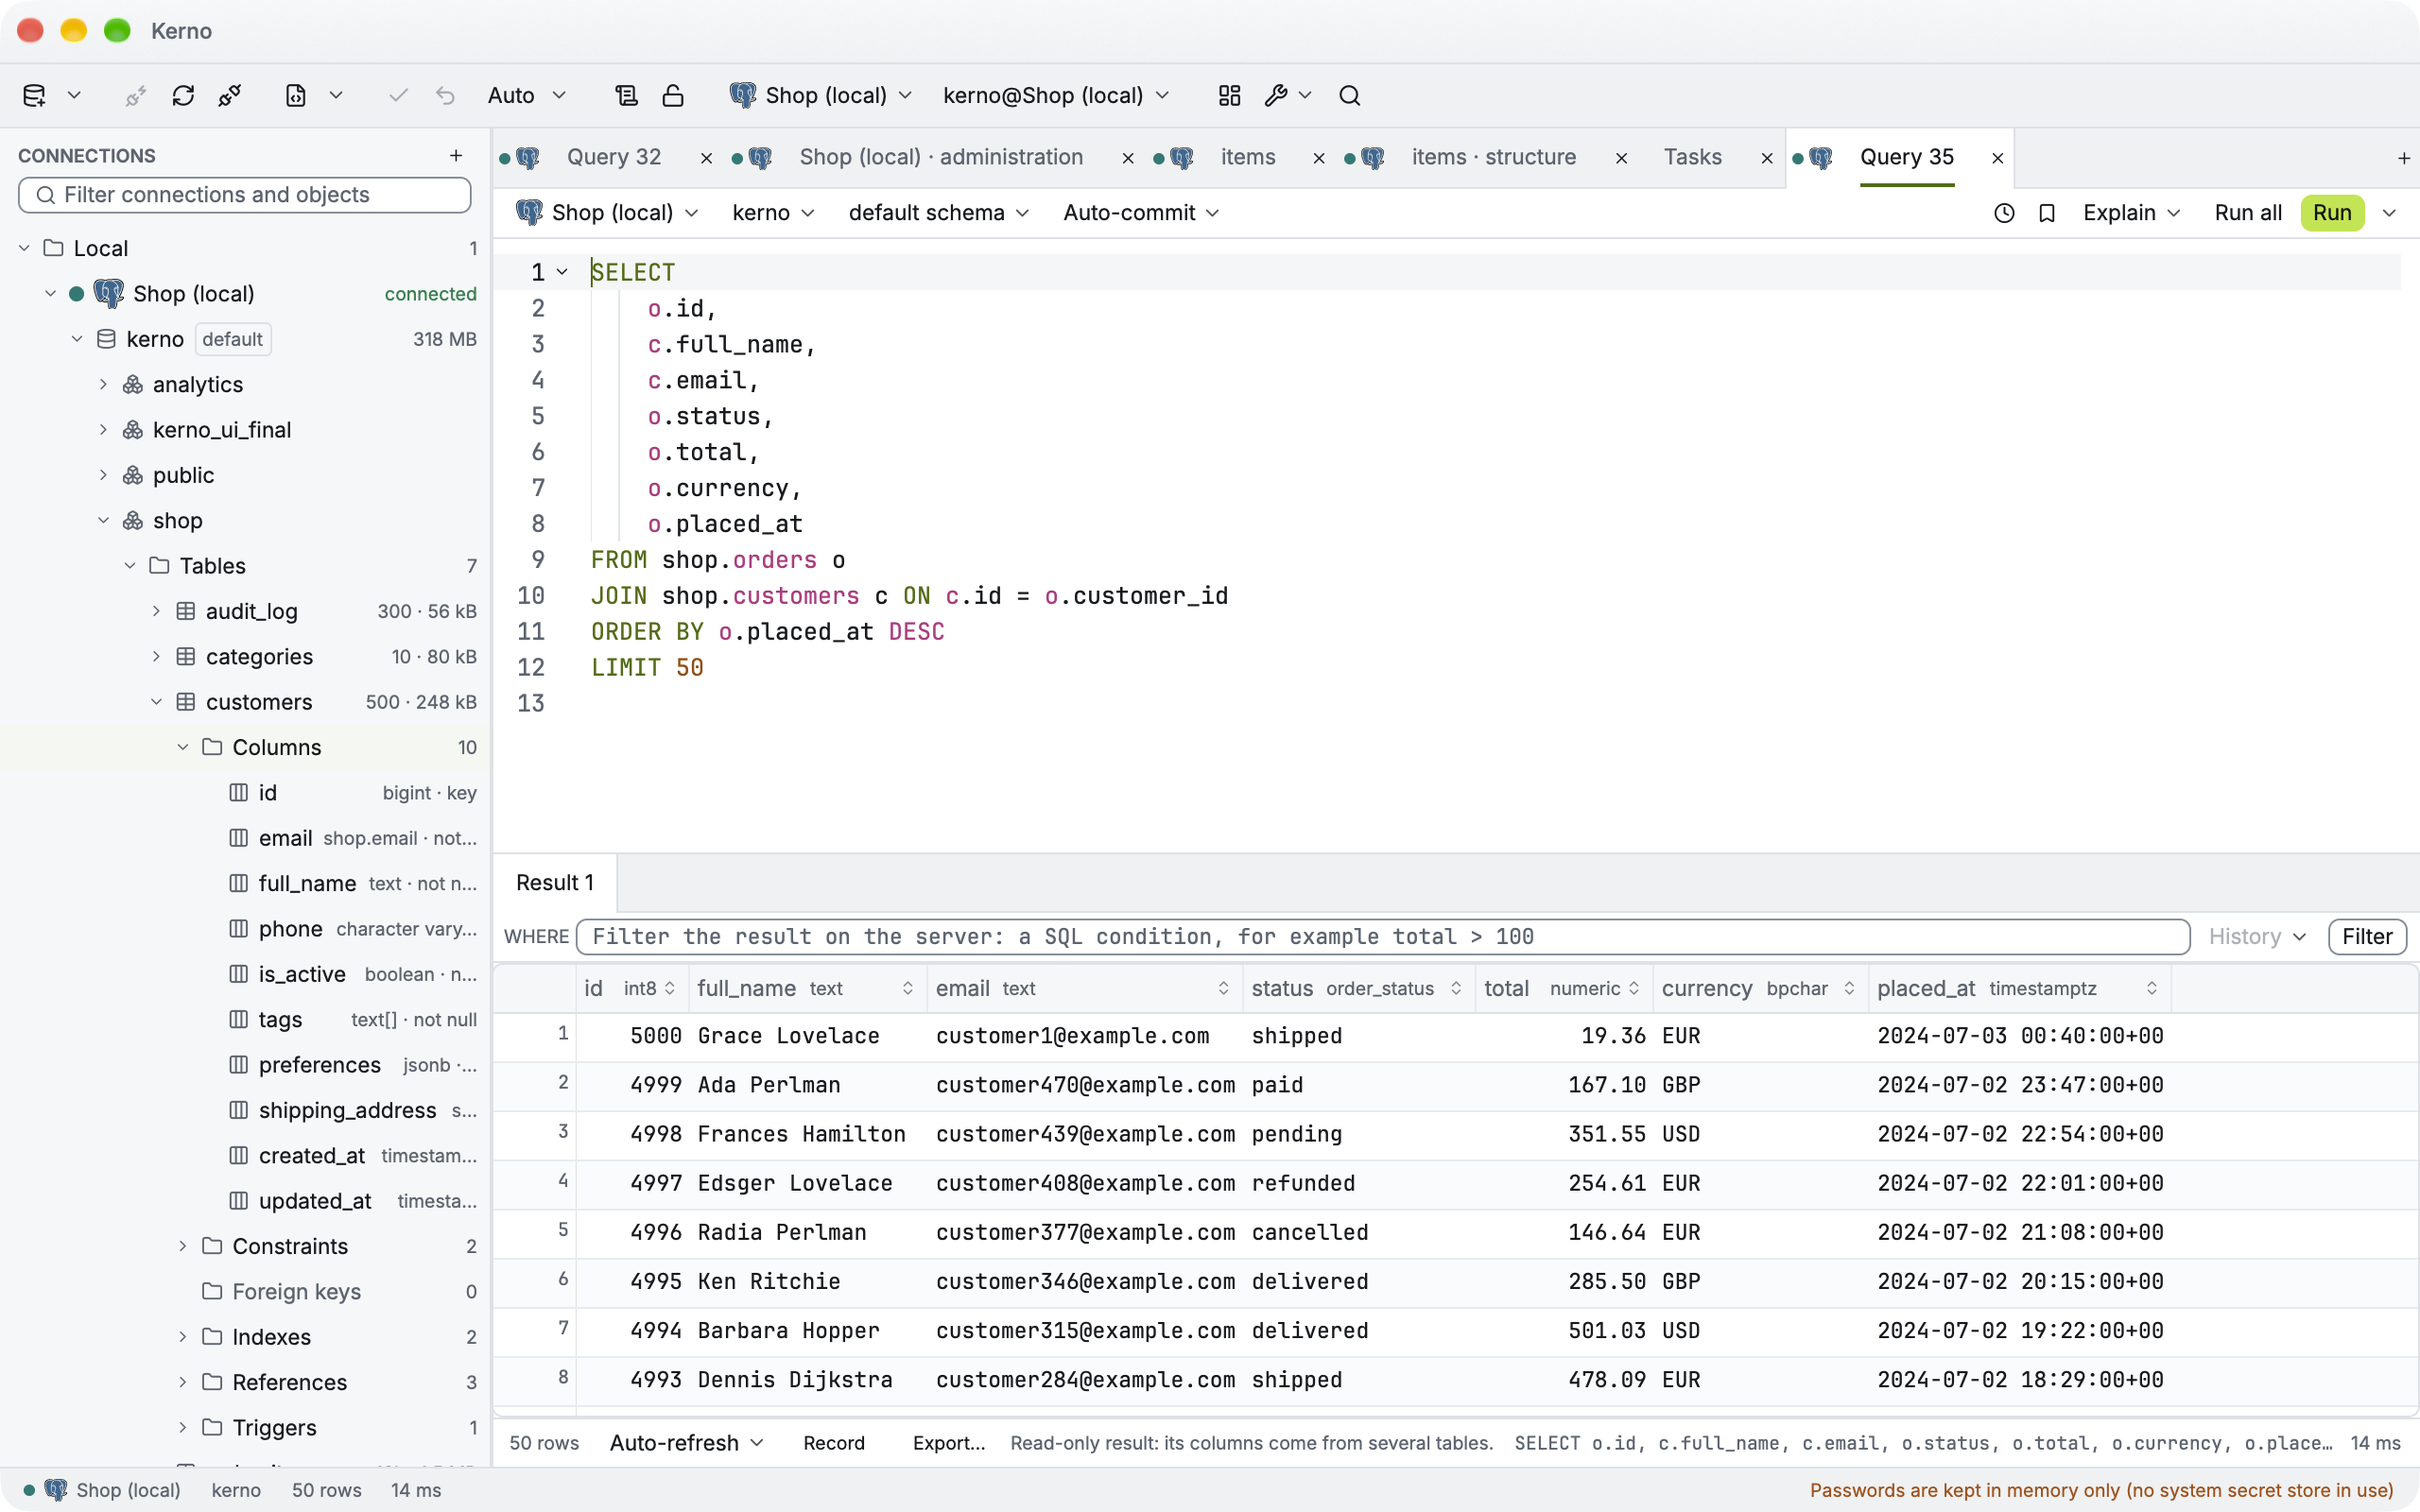 Kerno
Auto
Shop (local)
kerno@Shop (local)
CONNECTIONS
Filter connections and objects
Local 1
Shop (local) connected
kerno default 318 MB
analytics
kerno_ui_final
public
shop
Tables 7
audit_log 300 · 56 kB
categories 10 · 80 kB
customers 500 · 248 kB
Columns 10
id bigint · key
email shop.email · not...
full_name text · not n...
phone character vary...
is_active boolean · n...
tags text[] · not null
preferences jsonb ·...
shipping_address s...
created_at timestam...
updated_at timesta...
Constraints 2
Foreign keys 0
Indexes 2
References 3
Triggers 1
Query 32
Shop (local) · administration
items
items · structure
Tasks
Query 35
Shop (local) kerno default schema Auto-commit Explain Run all Run
1 SELECT
2 o.id,
3 c.full_name,
4 c.email,
5 o.status,
6 o.total,
7 o.currency,
8 o.placed_at
9 FROM shop.orders o
10 JOIN shop.customers c ON c.id = o.customer_id
11 ORDER BY o.placed_at DESC
12 LIMIT 50
13
Result 1
WHERE Filter the result on the server: a SQL condition, for example total > 100 History Filter
id int8 full_name text email text status order_status total numeric currency bpchar placed_at timestamptz
1 5000 Grace Lovelace customer1@example.com shipped 19.36 EUR 2024-07-03 00:40:00+00
2 4999 Ada Perlman customer470@example.com paid 167.10 GBP 2024-07-02 23:47:00+00
3 4998 Frances Hamilton customer439@example.com pending 351.55 USD 2024-07-02 22:54:00+00
4 4997 Edsger Lovelace customer408@example.com refunded 254.61 EUR 2024-07-02 22:01:00+00
5 4996 Radia Perlman customer377@example.com cancelled 146.64 EUR 2024-07-02 21:08:00+00
6 4995 Ken Ritchie customer346@example.com delivered 285.50 GBP 2024-07-02 20:15:00+00
7 4994 Barbara Hopper customer315@example.com delivered 501.03 USD 2024-07-02 19:22:00+00
8 4993 Dennis Dijkstra customer284@example.com shipped 478.09 EUR 2024-07-02 18:29:00+00
50 rows Auto-refresh Record Export... Read-only result: its columns come from several tables. SELECT o.id, c.full_name, c.email, o.status, o.total, o.currency, o.place... 14 ms
Shop (local) kerno 50 rows 14 ms Passwords are kept in memory only (no system secret store in use)